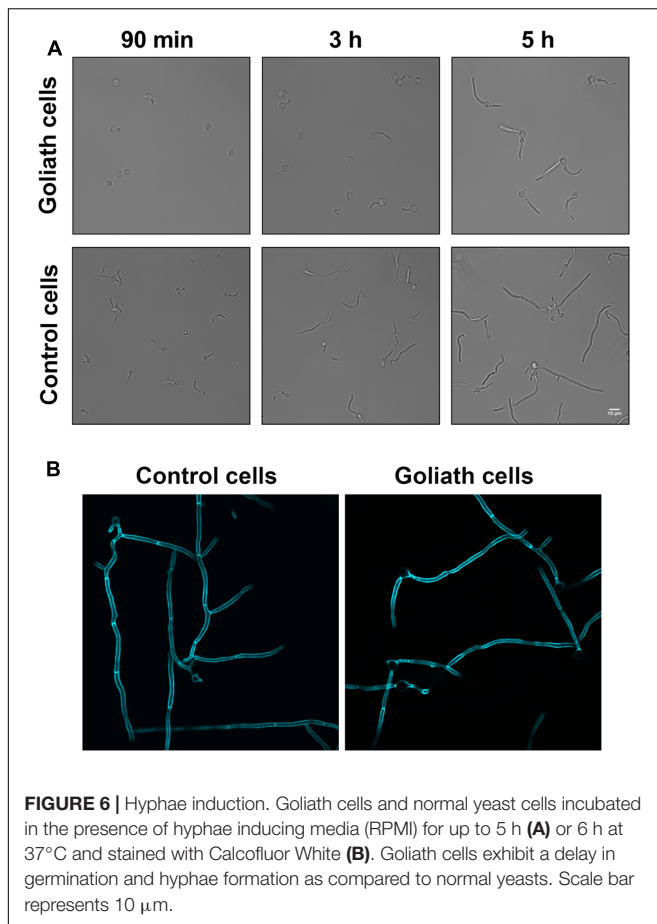 A
90 min
3 h
5 h
Goliath cells
Control cells
10 μm
B
Control cells
Goliath cells
FIGURE 6 | Hyphae induction. Goliath cells and normal yeast cells incubated
in the presence of hyphae inducing media (RPMI) for up to 5 h (A) or 6 h at
37°C and stained with Calcofluor White (B). Goliath cells exhibit a delay in
germination and hyphae formation as compared to normal yeasts. Scale bar
represents 10 μm.